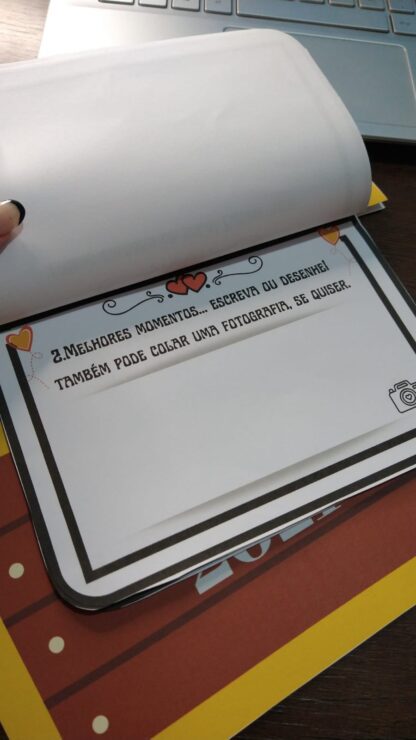 2.Melhores momentos... escreva ou desenhe!
também pode colar uma fotografia, se quiser.